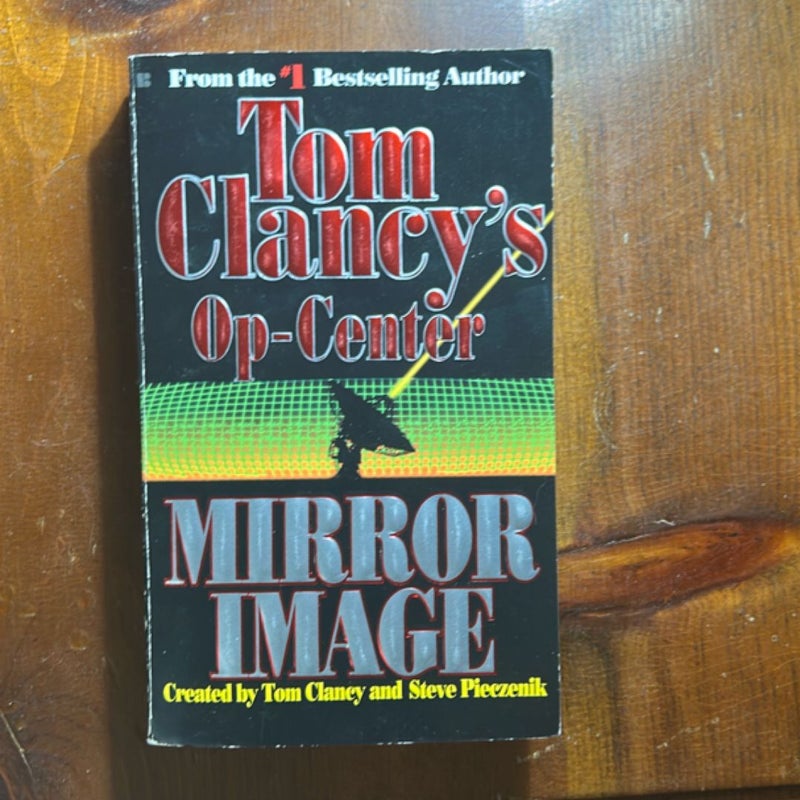 From the #1 Bestselling Author
Tom
Clancy's
Op-Center
MIRROR
IMAGE
Created by Tom Clancy and Steve Pieczenik